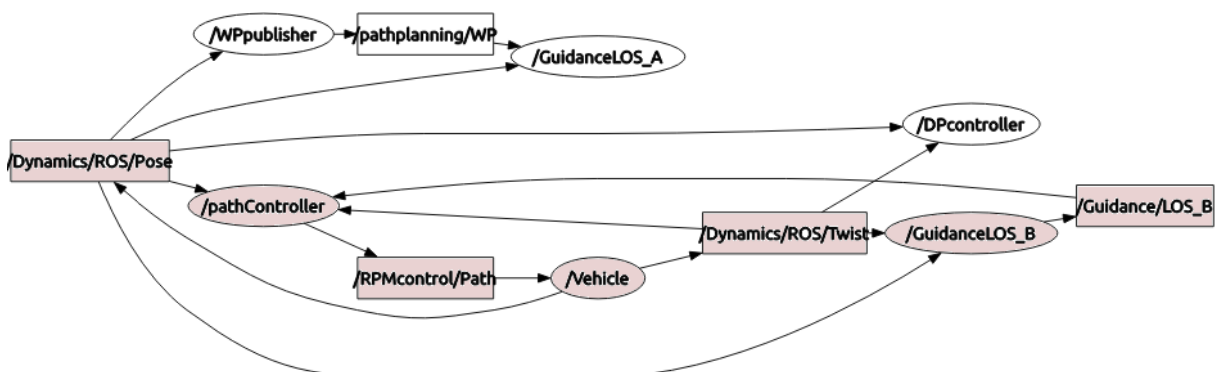 /WPpublisher
/pathplanning/WP
/GuidanceLOS_A
/DPcontroller
/Dynamics/ROS/Pose
/pathController
/Guidance/LOS_B
/Dynamics/ROS/Twist
/GuidanceLOS_B
/RPMcontrol/Path
/Vehicle